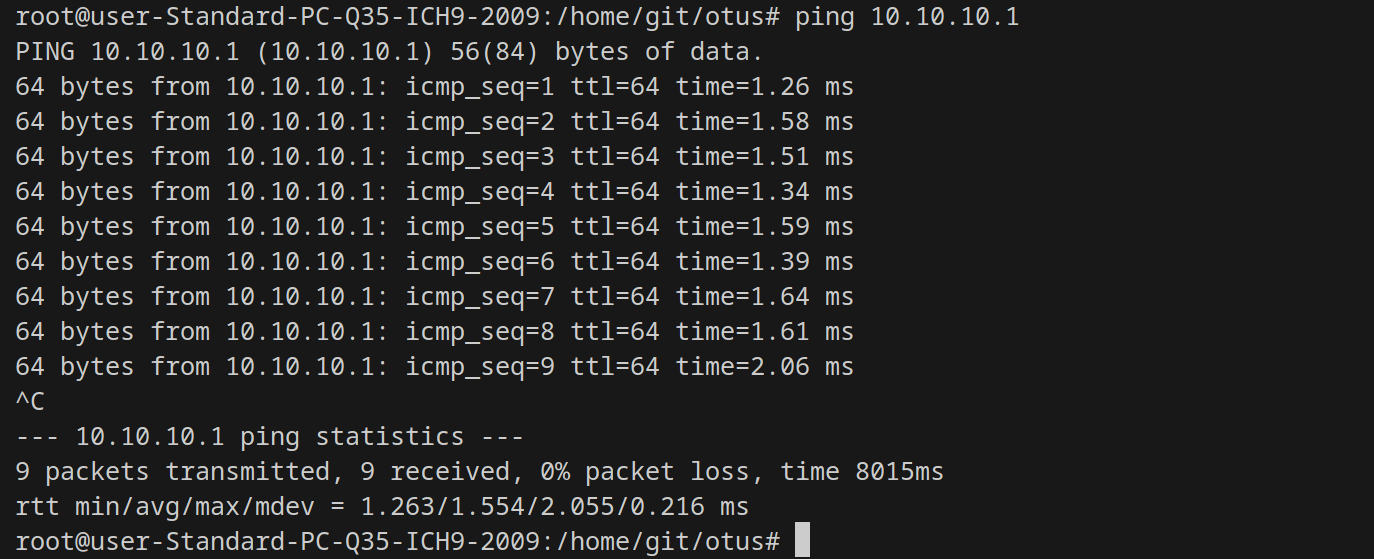 root@user-Standard-PC-Q35-ICH9-2009:/home/git/otus# ping 10.10.10.1
PING 10.10.10.1 (10.10.10.1) 56(84) bytes of data.
64 bytes from 10.10.10.1: icmp_seq=1 ttl=64 time=1.26 ms
64 bytes from 10.10.10.1: icmp_seq=2 ttl=64 time=1.58 ms
64 bytes from 10.10.10.1: icmp_seq=3 ttl=64 time=1.51 ms
64 bytes from 10.10.10.1: icmp_seq=4 ttl=64 time=1.34 ms
64 bytes from 10.10.10.1: icmp_seq=5 ttl=64 time=1.59 ms
64 bytes from 10.10.10.1: icmp_seq=6 ttl=64 time=1.39 ms
64 bytes from 10.10.10.1: icmp_seq=7 ttl=64 time=1.64 ms
64 bytes from 10.10.10.1: icmp_seq=8 ttl=64 time=1.61 ms
64 bytes from 10.10.10.1: icmp_seq=9 ttl=64 time=2.06 ms
^C
--- 10.10.10.1 ping statistics ---
9 packets transmitted, 9 received, 0% packet loss, time 8015ms
rtt min/avg/max/mdev = 1.263/1.554/2.055/0.216 ms
root@user-Standard-PC-Q35-ICH9-2009:/home/git/otus#